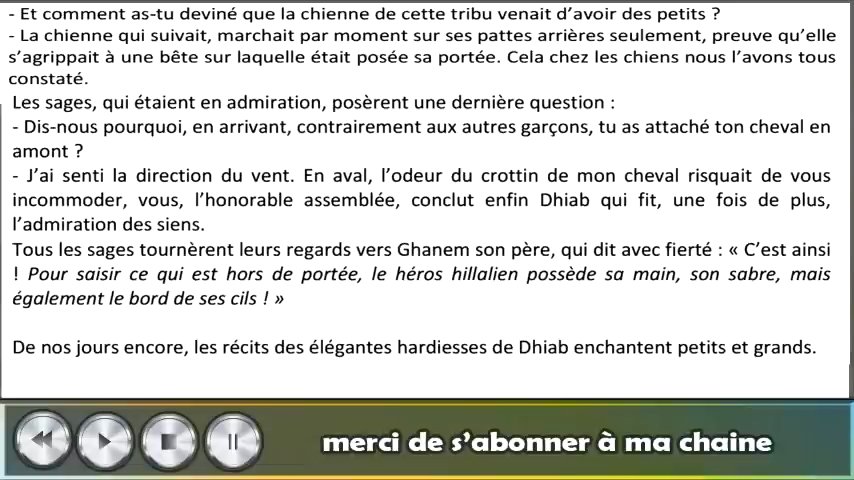 - Et comment as-tu deviné que la chienne de cette tribu venait d’avoir des petits ?
- La chienne qui suivait, marchait par moment sur ses pattes arrières seulement, preuve qu’elle
s’agrippait à une bête sur laquelle était posée sa portée. Cela chez les chiens nous l’avons tous
constaté.
Les sages, qui étaient en admiration, posèrent une dernière question :
- Dis-nous pourquoi, en arrivant, contrairement aux autres garçons, tu as attaché ton cheval en
amont ?
- J’ai senti la direction du vent. En aval, l’odeur du crottin de mon cheval risquait de vous
incommoder, vous, l’honorable assemblée, conclut enfin Dhiab qui fit, une fois de plus,
l’admiration des siens.
Tous les sages tournèrent leurs regards vers Ghanem son père, qui dit avec fierté : « C’est ainsi
! Pour saisir ce qui est hors de portée, le héros hillalien possède sa main, son sabre, mais
également le bord de ses cils ! »
De nos jours encore, les récits des élégantes hardiesses de Dhiab enchantent petits et grands.
merci de s’abonner à ma chaine